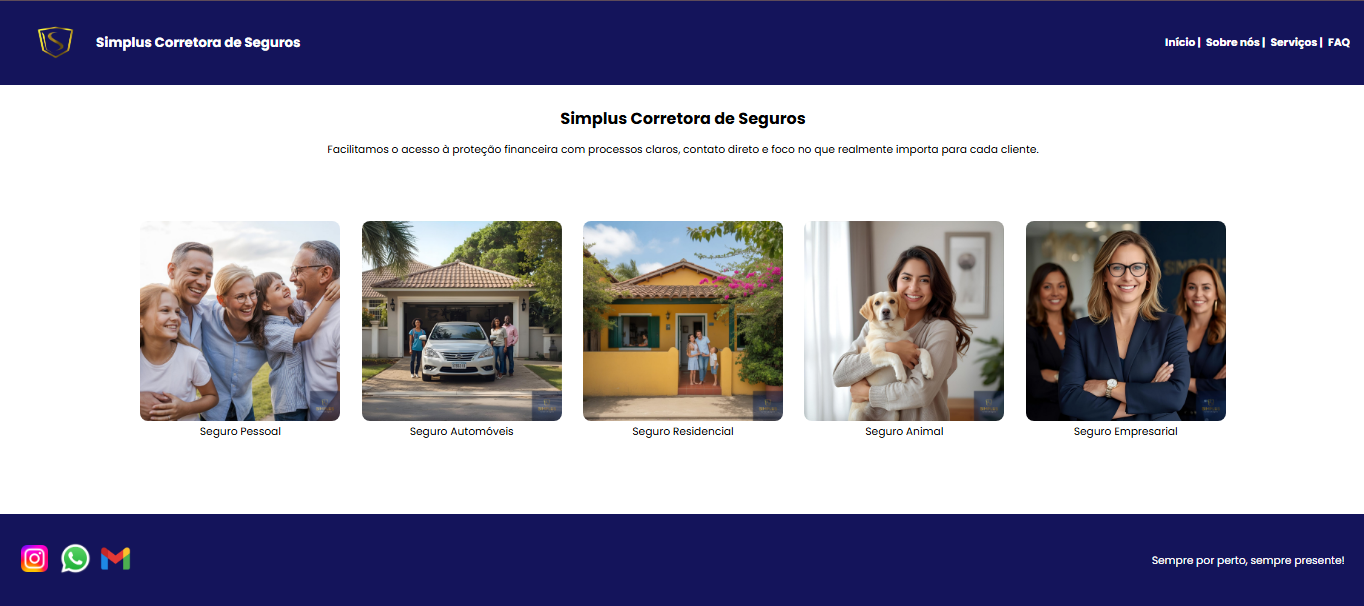 Simplus Corretora de Seguros
Início | Sobre nós | Serviços | FAQ
Simplus Corretora de Seguros
Facilitamos o acesso à proteção financeira com processos claros, contato direto e foco no que realmente importa para cada cliente.
Seguro Pessoal
Seguro Automóveis
Seguro Residencial
Seguro Animal
Seguro Empresarial
Sempre por perto, sempre presente!